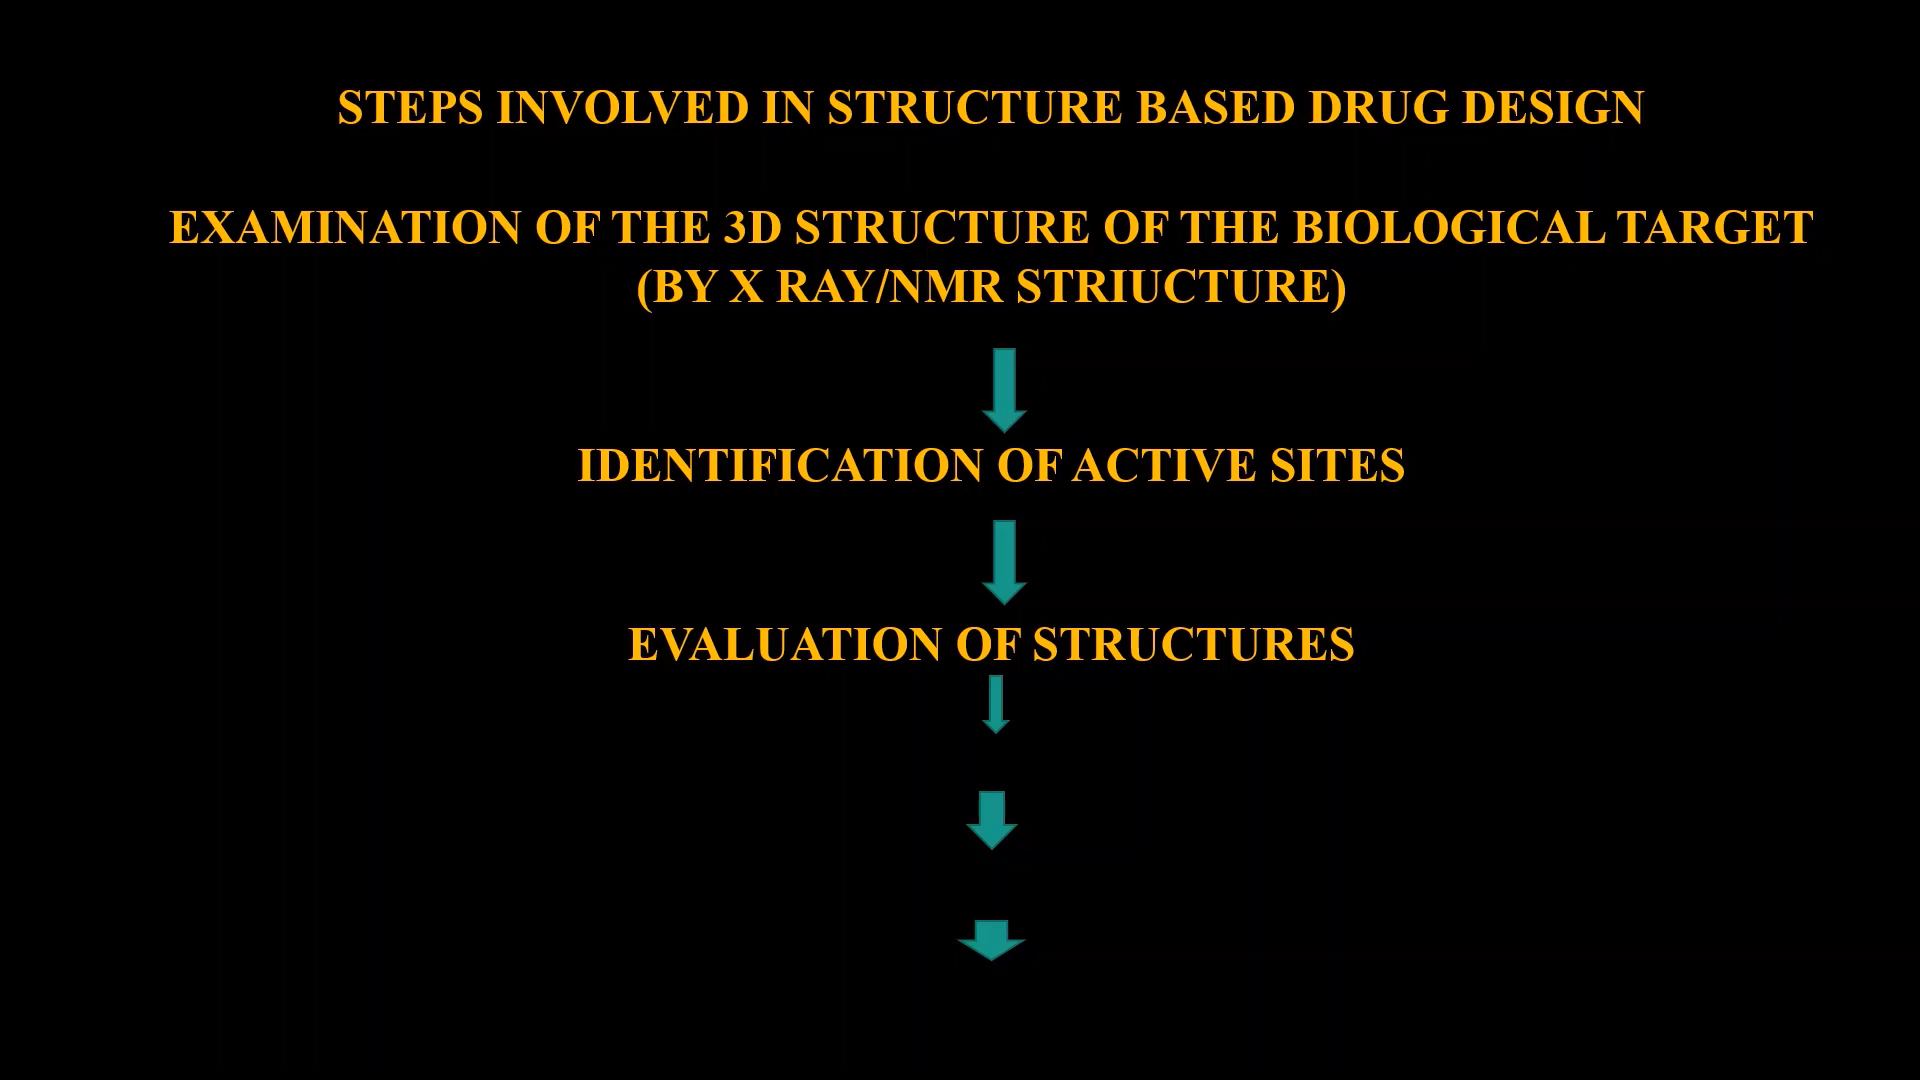 STEPS INVOLVED IN STRUCTURE BASED DRUG DESIGN
EXAMINATION OF THE 3D STRUCTURE OF THE BIOLOGICAL TARGET
(BY X RAY/NMR STRIUCTURE)
IDENTIFICATION OF ACTIVE SITES
EVALUATION OF STRUCTURES